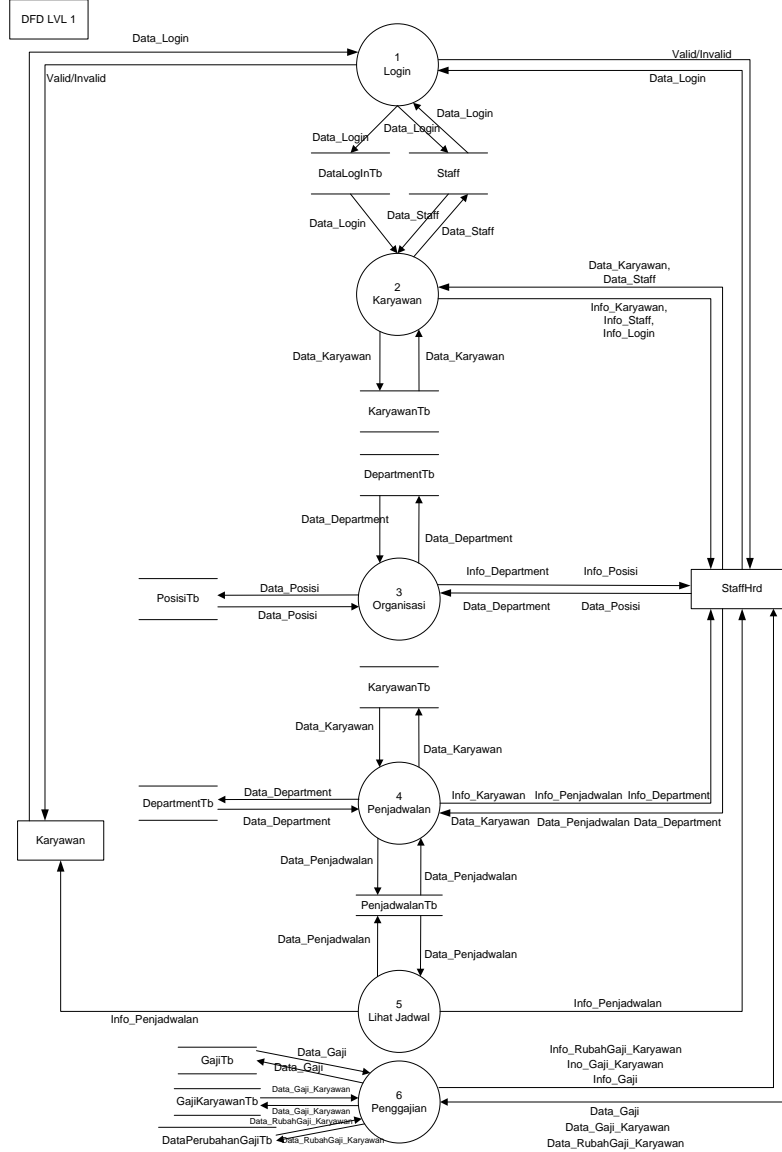 DFD LVL 1
Data_Login
1
Login
Valid/Invalid
Valid/Invalid
Data_Login
Data_Login
Data_Login
Data_Login
DataLogInTb
Staff
Data_Login
Data_Staff
Data_Staff
2
Karyawan
Data_Karyawan,
Data_Staff
Info_Karyawan,
Info_Staff,
Info_Login
Data_Karyawan
Data_Karyawan
KaryawanTb
DepartmentTb
Data_Department
Data_Department
3
Organisasi
PosisiTb
Data_Posisi
Data_Posisi
Info_Department Info_Posisi
Data_Department Data_Posisi
StaffHrd
KaryawanTb
Data_Karyawan
Data_Karyawan
4
Penjadwalan
DepartmentTb
Data_Department
Data_Department
Info_Karyawan Info_Penjadwalan Info_Department
Data_Karyawan Data_Penjadwalan Data_Department
Karyawan
Data_Penjadwalan
Data_Penjadwalan
PenjadwalanTb
Data_Penjadwalan
Data_Penjadwalan
5
Lihat Jadwal
Info_Penjadwalan
Info_Penjadwalan
GajiTb
Data_Gaji
Data_Gaji
GajiKaryawanTb
Data_Gaji_Karyawan
Data_Gaji_Karyawan
Data_RubahGaji_Karyawan
DataPerubahanGajiTb
Data_RubahGaji_Karyawan
6
Penggajian
Info_RubahGaji_Karyawan
Ino_Gaji_Karyawan
Info_Gaji
Data_Gaji
Data_Gaji_Karyawan
Data_RubahGaji_Karyawan